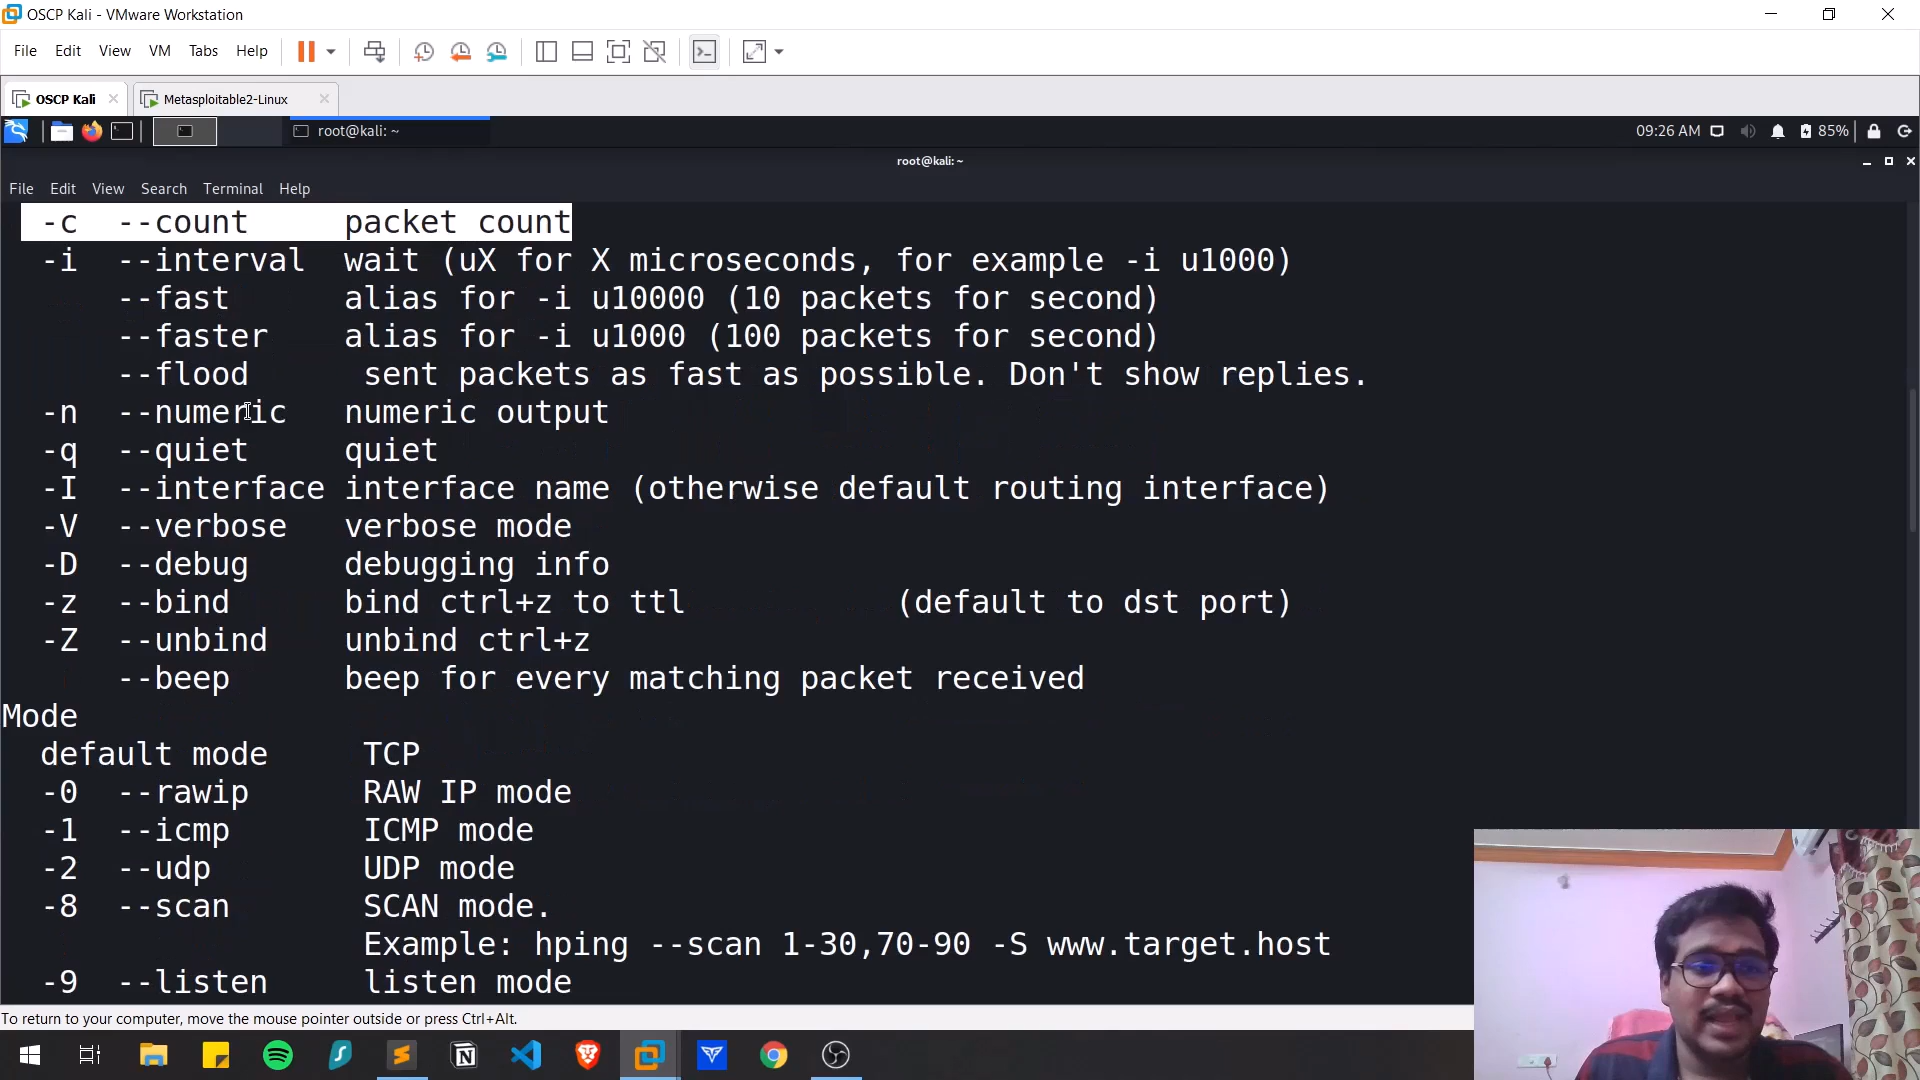 OSCP Kali - VMware Workstation
File Edit View VM Tabs Help
OSCP Kali Metasploitable2-Linux
root@kali: ~ 09:26 AM 85%
root@kali: ~
File Edit View Search Terminal Help
-c --count packet count
-i --interval wait (uX for X microseconds, for example -i u1000)
--fast alias for -i u10000 (10 packets for second)
--faster alias for -i u1000 (100 packets for second)
--flood sent packets as fast as possible. Don't show replies.
-n --numeric numeric output
-q --quiet quiet
-I --interface interface name (otherwise default routing interface)
-V --verbose verbose mode
-D --debug debugging info
-z --bind bind ctrl+z to ttl (default to dst port)
-Z --unbind unbind ctrl+z
--beep beep for every matching packet received
Mode
default mode TCP
-0 --rawip RAW IP mode
-1 --icmp ICMP mode
-2 --udp UDP mode
-8 --scan SCAN mode.
Example: hping --scan 1-30,70-90 -S www.target.host
-9 --listen listen mode
To return to your computer, move the mouse pointer outside or press Ctrl+Alt.